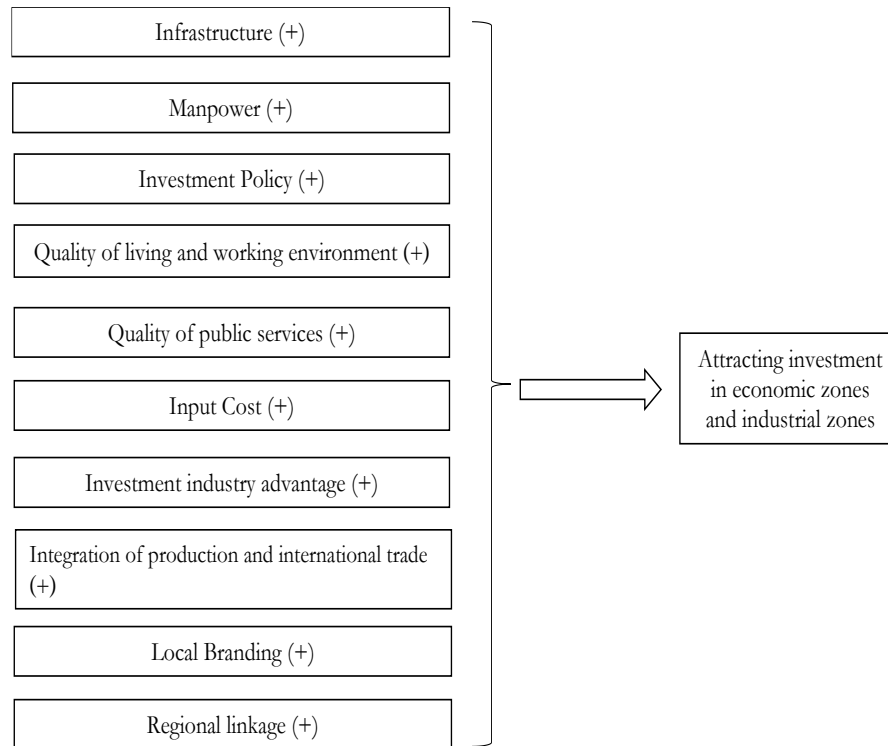 Infrastructure (+)
Manpower (+)
Investment Policy (+)
Quality of living and working environment (+)
Quality of public services (+)
Input Cost (+)
Investment industry advantage (+)
Integration of production and international trade
(+)
Local Branding (+)
Regional linkage (+)
Attracting investment
in economic zones
and industrial zones